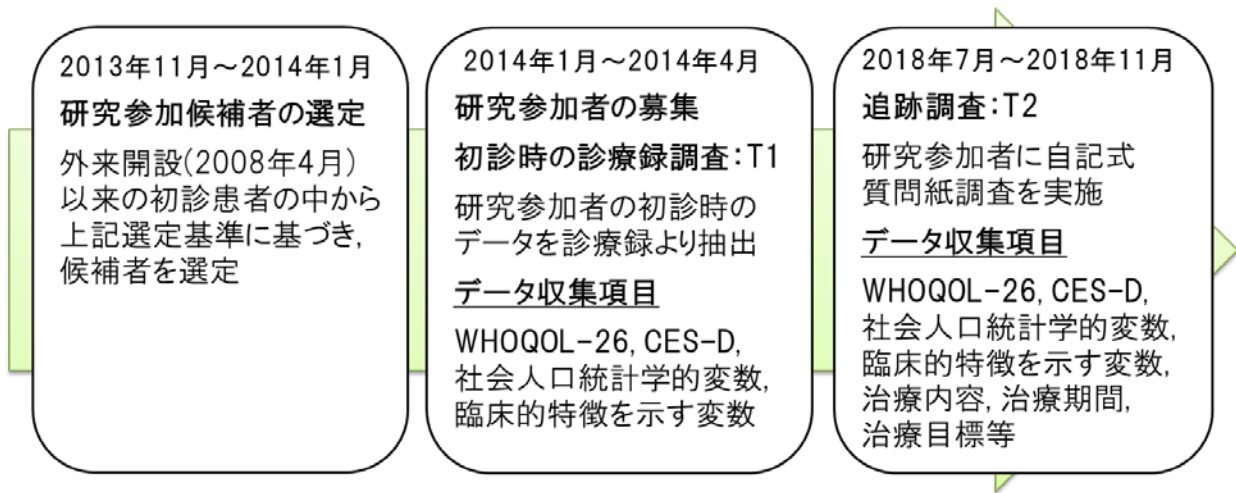 2013年11月～2014年1月
研究参加候補者の選定
外来開設(2008年4月)
以来の初診患者の中から
上記選定基準に基づき,
候補者を選定
2014年1月～2014年4月
研究参加者の募集
初診時の診療録調査:T1
研究参加者の初診時の
データを診療録より抽出
データ収集項目
WHOQOL-26, CES-D,
社会人口統計学的変数,
臨床的特徴を示す変数
2018年7月～2018年11月
追跡調査:T2
研究参加者に自記式
質問紙調査を実施
データ収集項目
WHOQOL-26, CES-D,
社会人口統計学的変数,
臨床的特徴を示す変数,
治療内容, 治療期間,
治療目標等